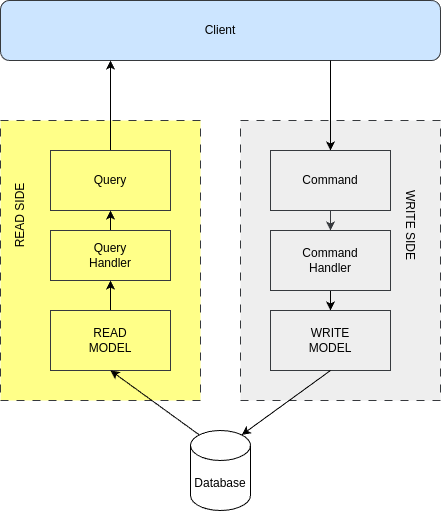 Client
READ SIDE
Query
Query
Handler
READ
MODEL
Command
Command
Handler
WRITE
MODEL
WRITE SIDE
Database